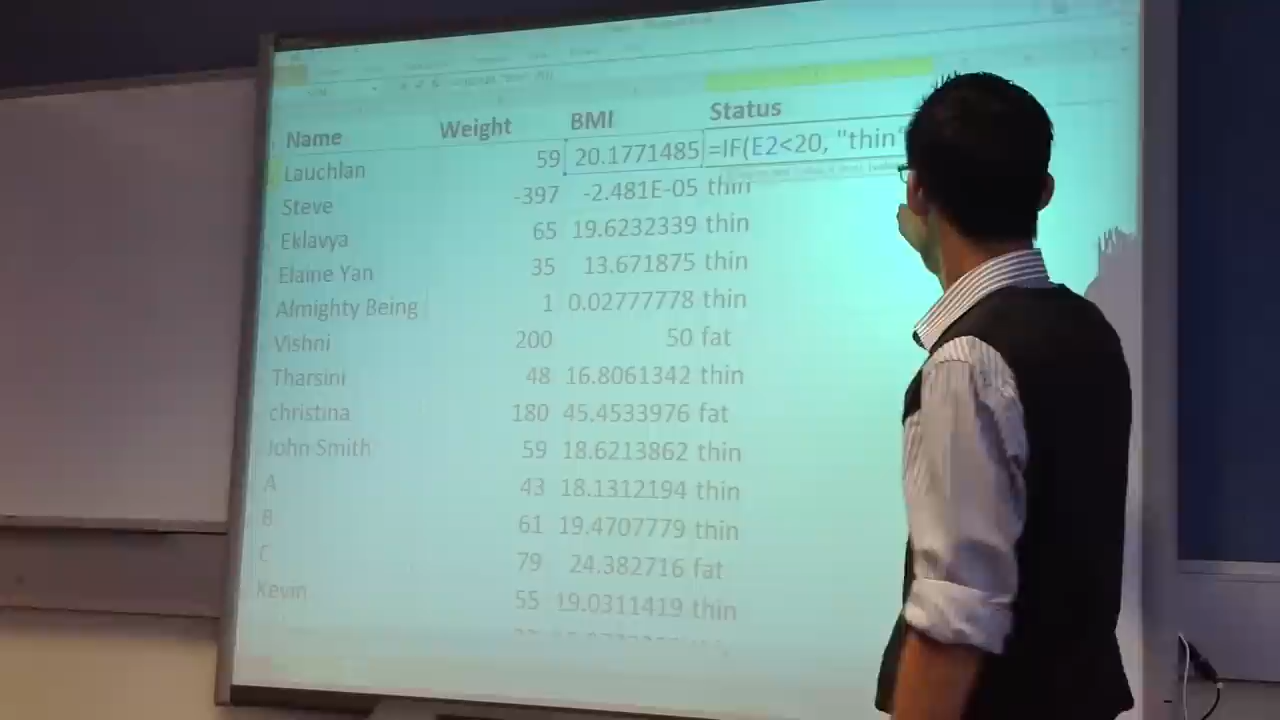 Name Weight BMI Status
Lauchlan 59 20.1771485 =IF(E2<20, "thin"
Steve -397 -2.481E-05 thin
Eklavya 65 19.6232339 thin
Elaine Yan 35 13.671875 thin
Almighty Being 1 0.02777778 thin
Vishni 200 50 fat
Tharsini 48 16.8061342 thin
christina 180 45.4533976 fat
John Smith 59 18.6213862 thin
A 43 18.1312194 thin
B 61 19.4707779 thin
C 79 24.382716 fat
Kevin 55 19.0311419 thin